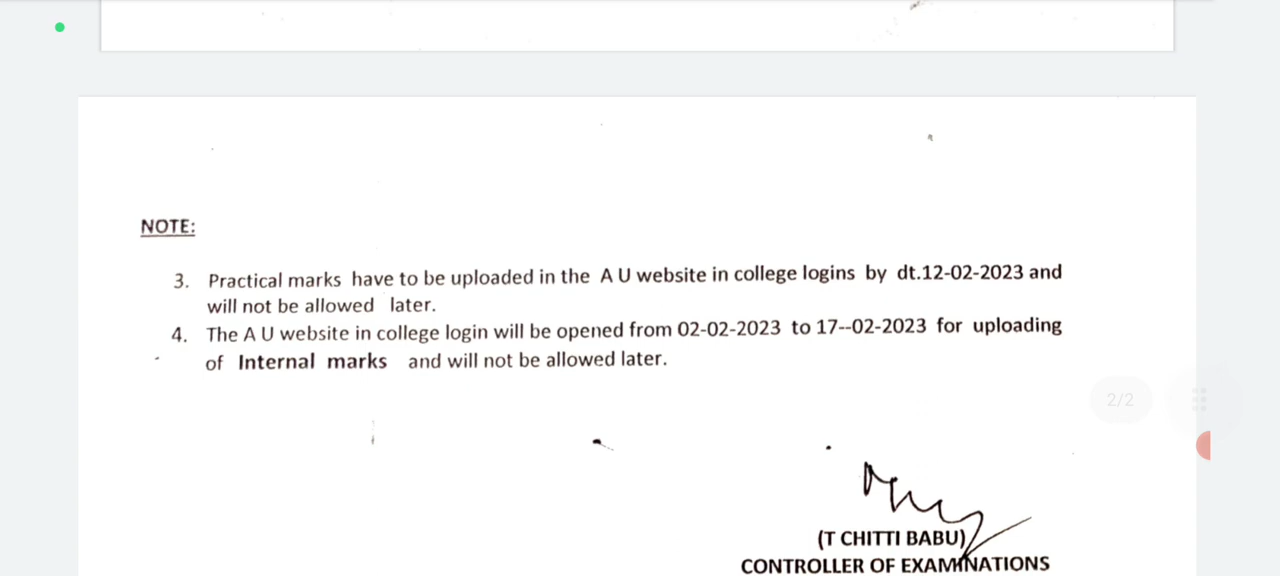 NOTE:
3. Practical marks have to be uploaded in the A U website in college logins by dt.12-02-2023 and
will not be allowed later.
4. The A U website in college login will be opened from 02-02-2023 to 17--02-2023 for uploading
of Internal marks and will not be allowed later.
2/2
(T CHITTI BABU)
CONTROLLER OF EXAMINATIONS